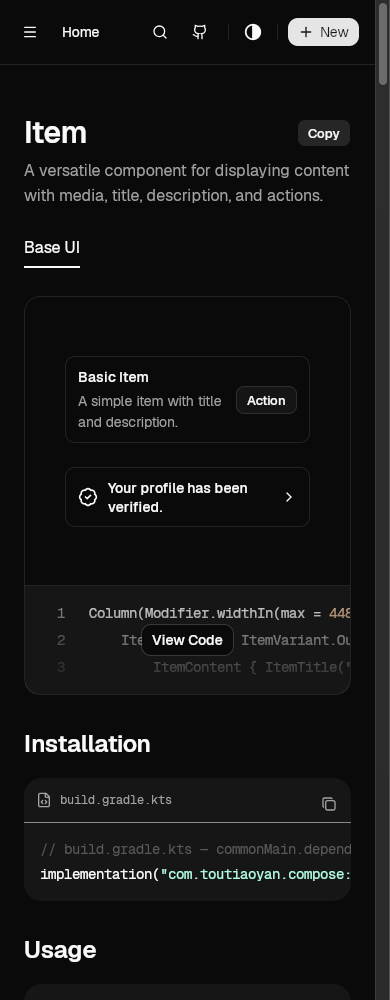 Home
New
Item
Copy
A versatile component for displaying content
with media, title, description, and actions.
Base UI
Basic Item
A simple item with title
and description.
Action
Your profile has been
verified.
1 Column(Modifier.widthIn(max = 448
2 Ite
View Code
ItemVariant.Ou
3 ItemContent { ItemTitle("
Installation
build.gradle.kts
// build.gradle.kts — commonMain.depend
implementation("com.toutiaoyan.compose:
Usage